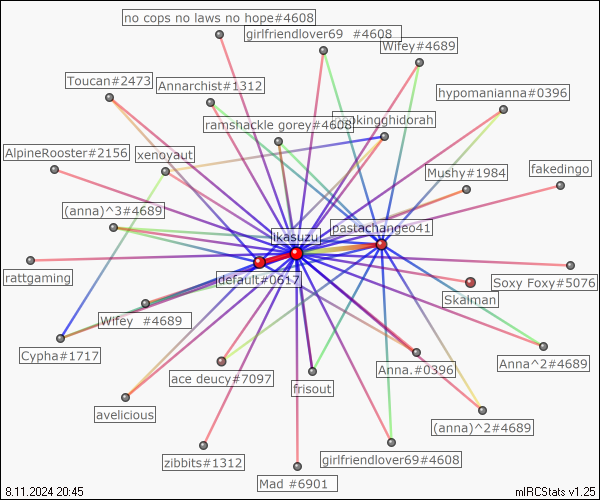 no cops no laws no hope#4608
girlfriendlover69 #4608
Wifey#4689
Toucan#2473
Annarchist#1312
hypomanianna#0396
ramshackle gorey#4608
AlpineRooster#2156
xenoyaut
Mushy#1984
fakedingo
(anna)^3#4689
ikasuzu
pastachangeo41
rattgaming
default#0617
Soxy Foxy#5076
Skalman
Wifey #4689
Cypha#1717
Anna^2#4689
Anna.#0396
ace deucy#7097
frisout
avelicious
(anna)^2#4689
zibbits#1312
girlfriendlover69#4608
Mad #6901
8.11.2024 20:45
mIRCStats v1.25